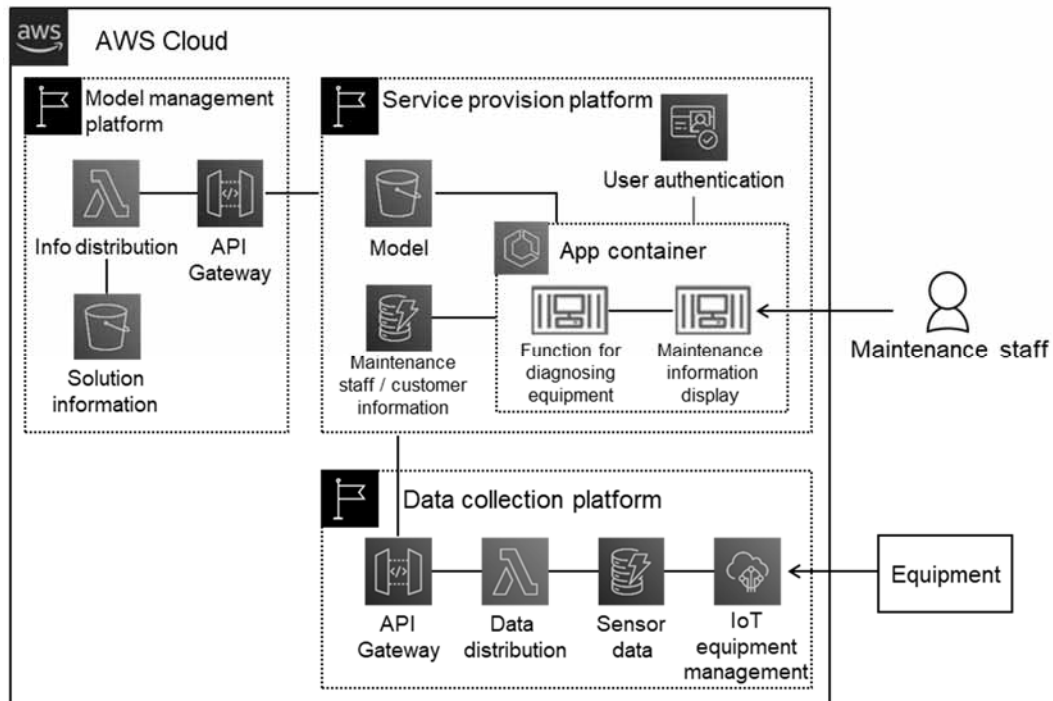 aws
AWS Cloud
Model management
platform
Info distribution
API
Gateway
Solution
information
Service provision platform
User authentication
Model
App container
Maintenance
staff / customer
information
Function for
diagnosing
equipment
Maintenance
information
display
Maintenance staff
Data collection platform
API
Gateway
Data
distribution
Sensor
data
IoT
equipment
management
Equipment